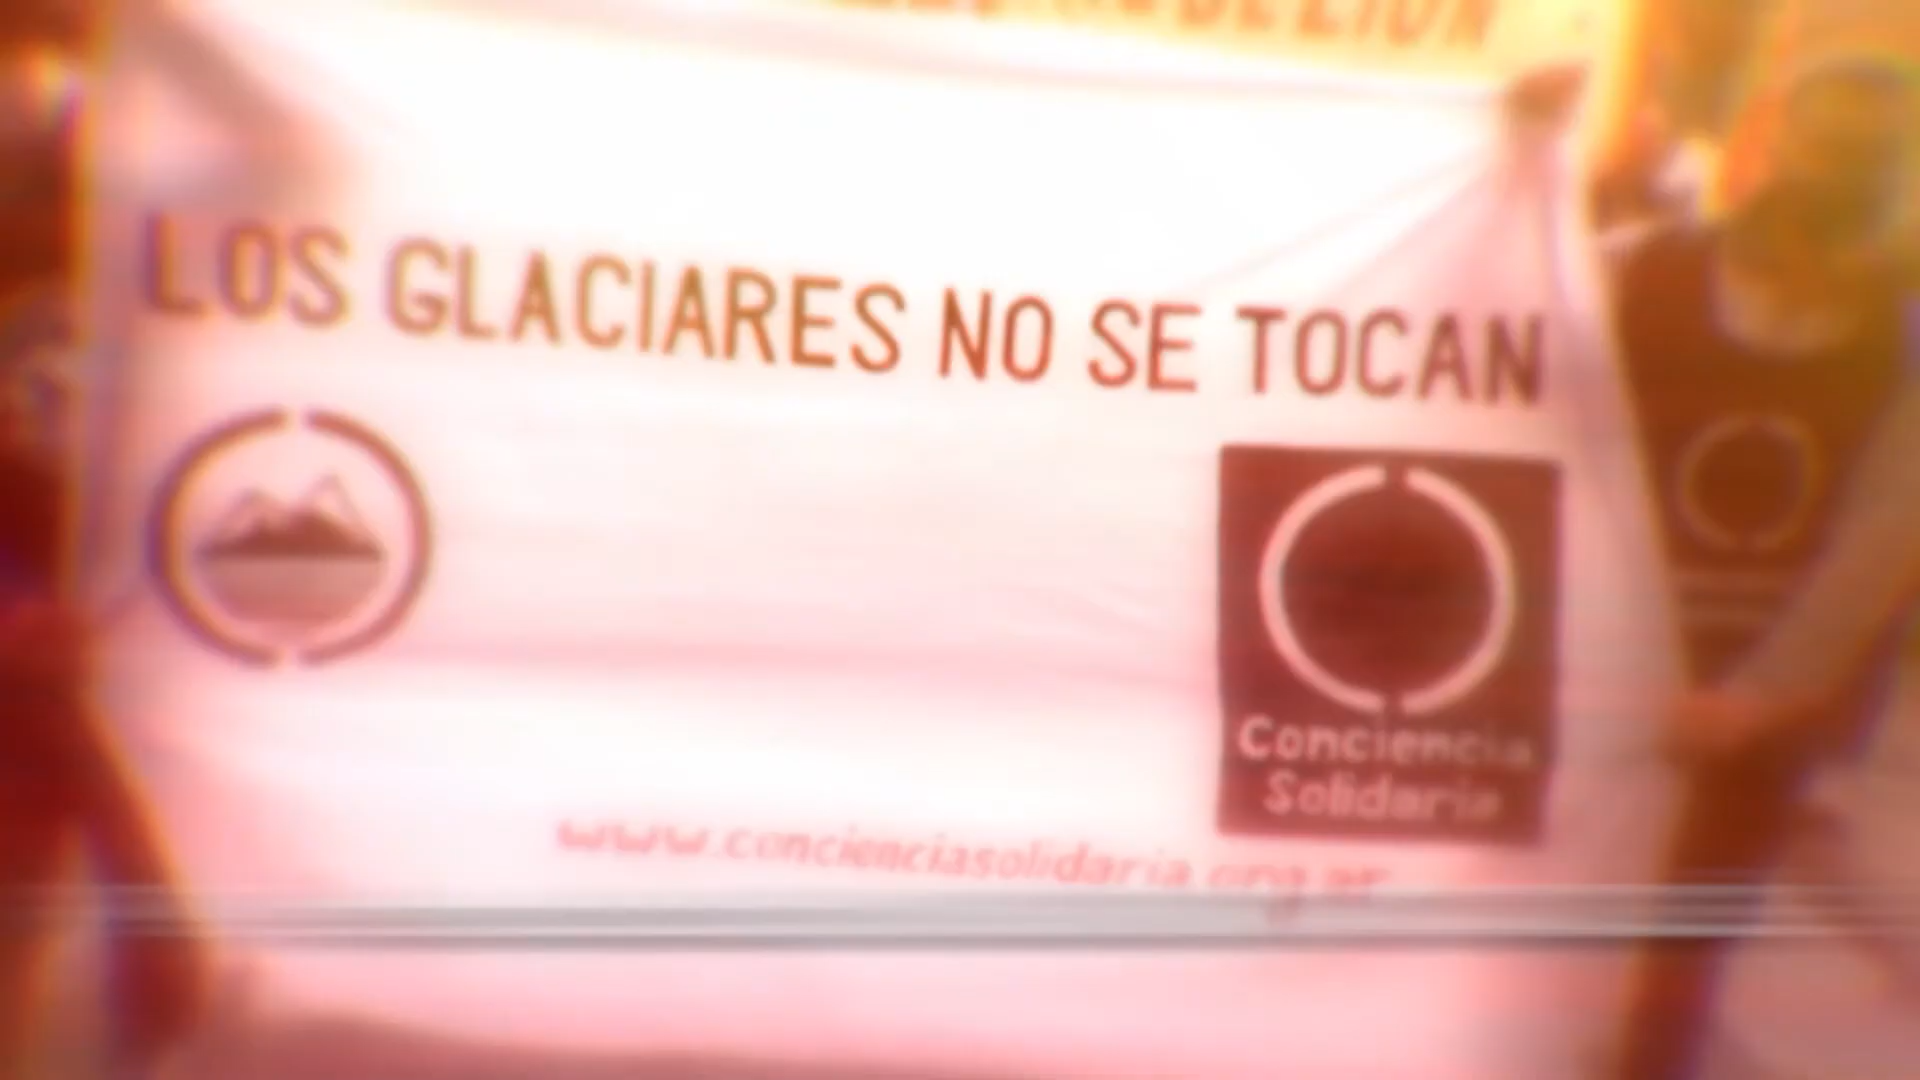 LOS GLACIARES NO SE TOCAN
Conciencia
Solidaria
www.concienciasolidaria.org.ar